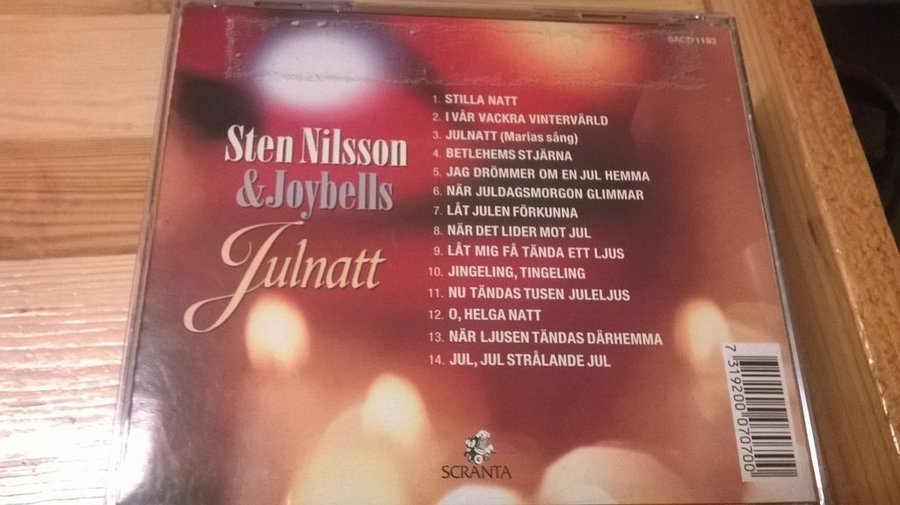 SACD 1193
Sten Nilsson
& Joybells
Julnatt
1. STILLA NATT
2. I VÅR VACKRA VINTERVÄRLD
3. JULNATT (Marias sång)
4. BETLEHEMS STJÄRNA
5. JAG DRÖMMER OM EN JUL HEMMA
6. NÄR JULDAGSMORGON GLIMMAR
7. LÅT JULEN FÖRKUNNA
8. NÄR DET LIDER MOT JUL
9. LÅT MIG FÅ TÄNDA ETT LJUS
10. JINGELING, TINGELING
11. NU TÄNDAS TUSEN JULELJUS
12. O, HELGA NATT
13. NÄR LJUSEN TÄNDAS DÄRHEMMA
14. JUL, JUL STRÅLANDE JUL
7 319200 070700
SCRANTA